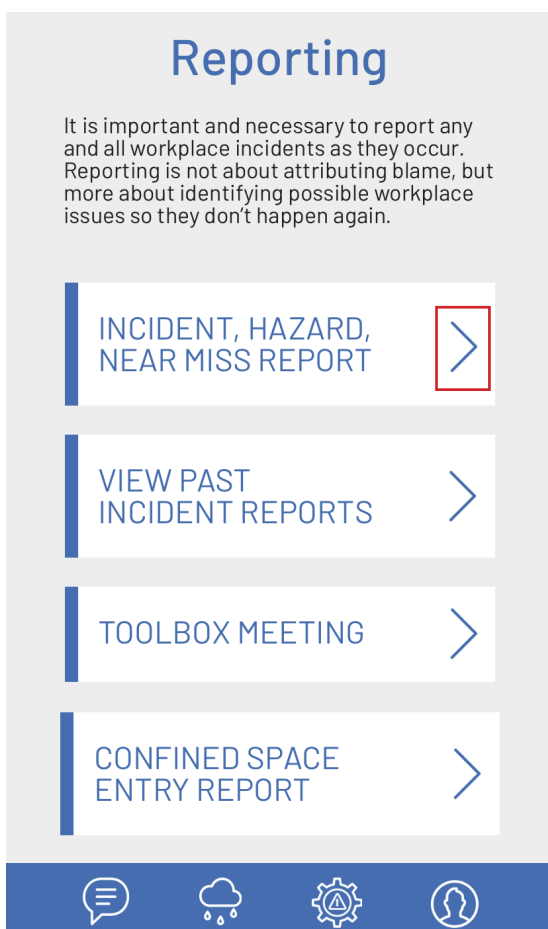 Reporting
It is important and necessary to report any
and all workplace incidents as they occur.
Reporting is not about attributing blame, but
more about identifying possible workplace
issues so they don’t happen again.
INCIDENT, HAZARD,
NEAR MISS REPORT
VIEW PAST
INCIDENT REPORTS
TOOLBOX MEETING
CONFINED SPACE
ENTRY REPORT